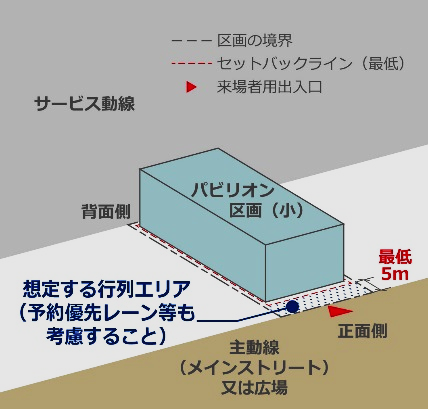 区画の境界
セットバックライン（最低）
来場者用出入口
サービス動線
パビリオン
区画（小）
背面側
最低
5m
想定する行列エリア
（予約優先レーン等も
考慮すること）
正面側
主動線
（メインストリート）
又は広場